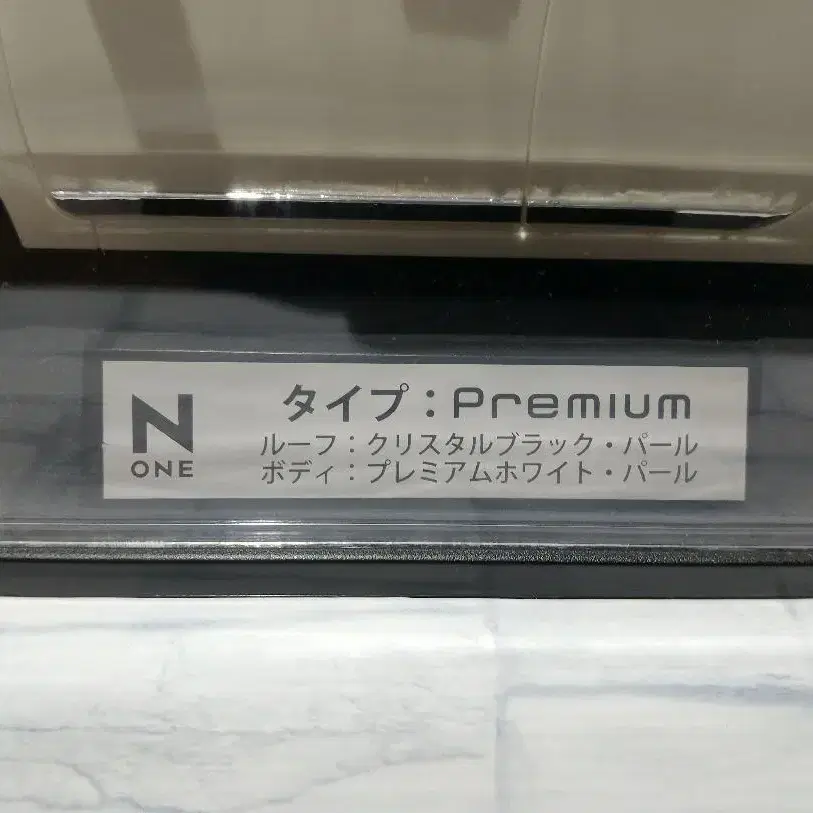 N
ONE
タイプ：Premium
ルーフ：クリスタルブラック・パール
ボディ：プレミアムホワイト・パール